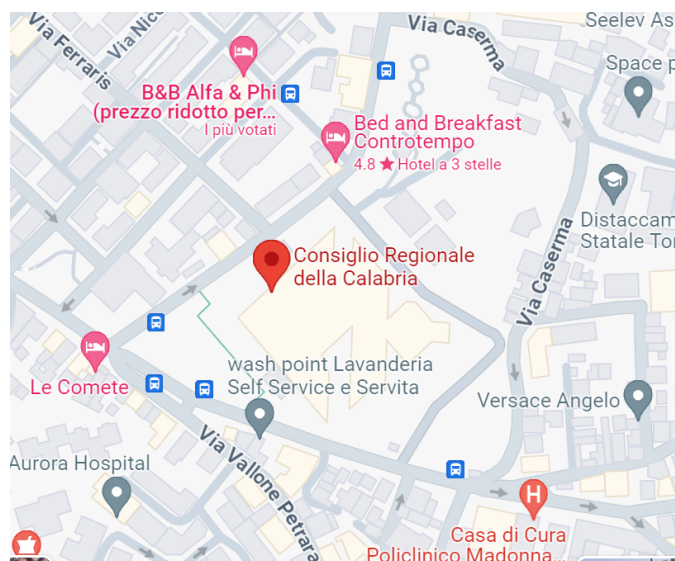 Via Ferraris
Via Nico
Via Caserma
Seelev As
Space p
B&B Alfa & Phi
(prezzo ridotto per...
I più votati
Bed and Breakfast
Controtempo
4.8 ★ Hotel a 3 stelle
Distaccam
Statale Tor
Consiglio Regionale
della Calabria
Via Caserma
wash point Lavanderia
Self Service e Servita
Le Comete
Versace Angelo
Via Vallone Petrara
Aurora Hospital
H
Casa di Cura
Policlinico Madonna...